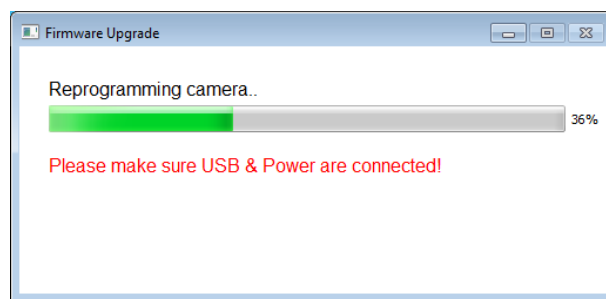 Firmware Upgrade
Reprogramming camera..
36%
Please make sure USB & Power are connected!